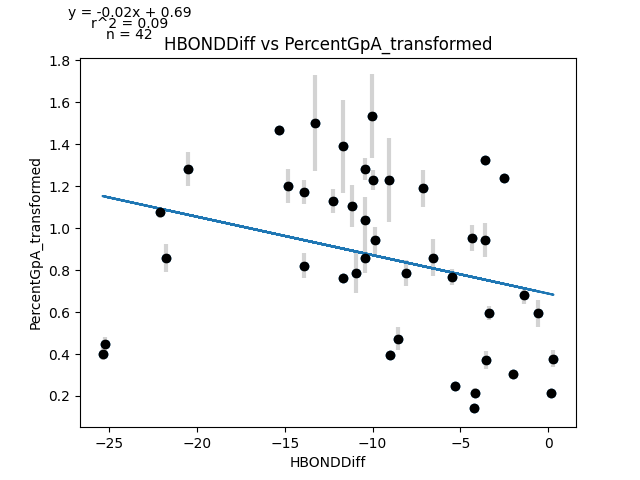 y = -0.02x + 0.69
r^2 = 0.09
n = 42
HBONDDiff vs PercentGpA_transformed
1.8
1.6
1.4
1.2
1.0
0.8
0.6
0.4
0.2
PercentGpA_transformed
−25
−20
−15
−10
−5
0
HBONDDiff